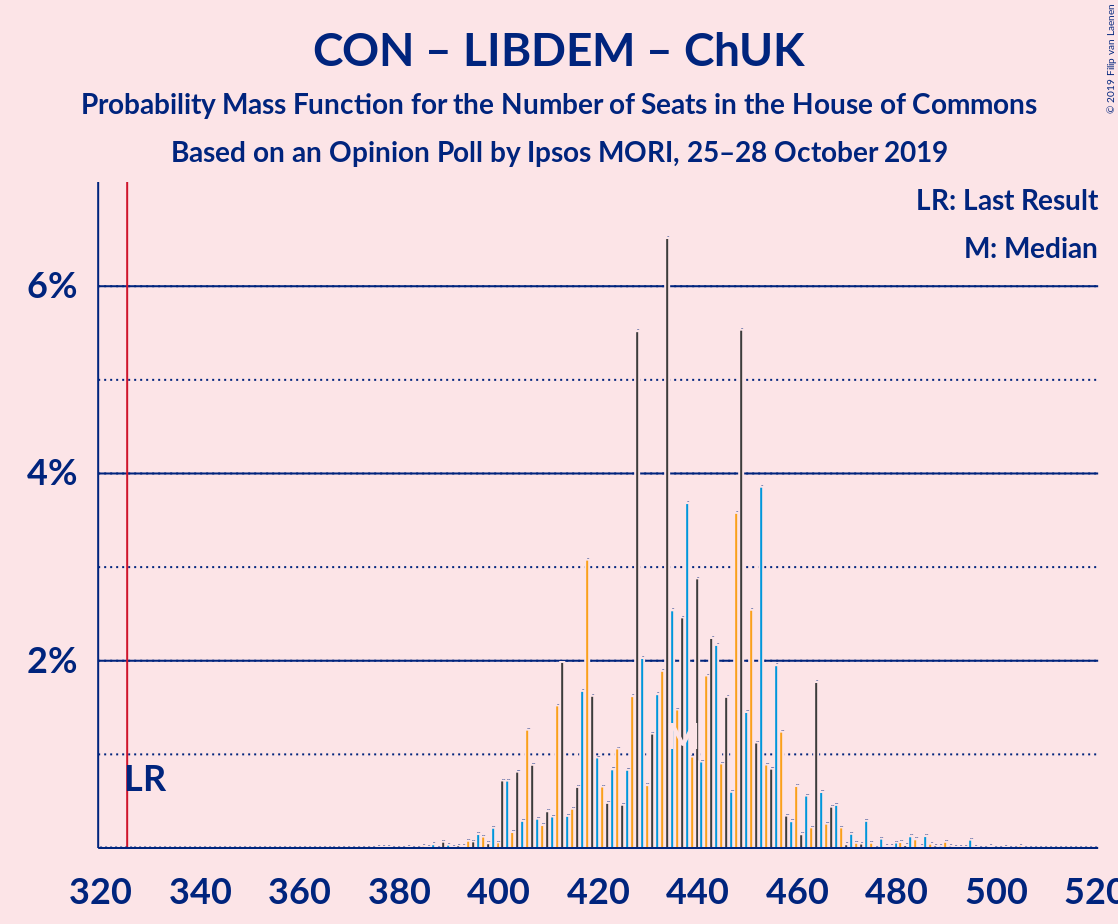 CON – LIBDEM – ChUK
Probability Mass Function for the Number of Seats in the House of Commons
Based on an Opinion Poll by Ipsos MORI, 25–28 October 2019
© 2019 Filip van Laenen
LR: Last Result
M: Median
6%
4%
2%
LR
M
320 340 360 380 400 420 440 460 480 500 520